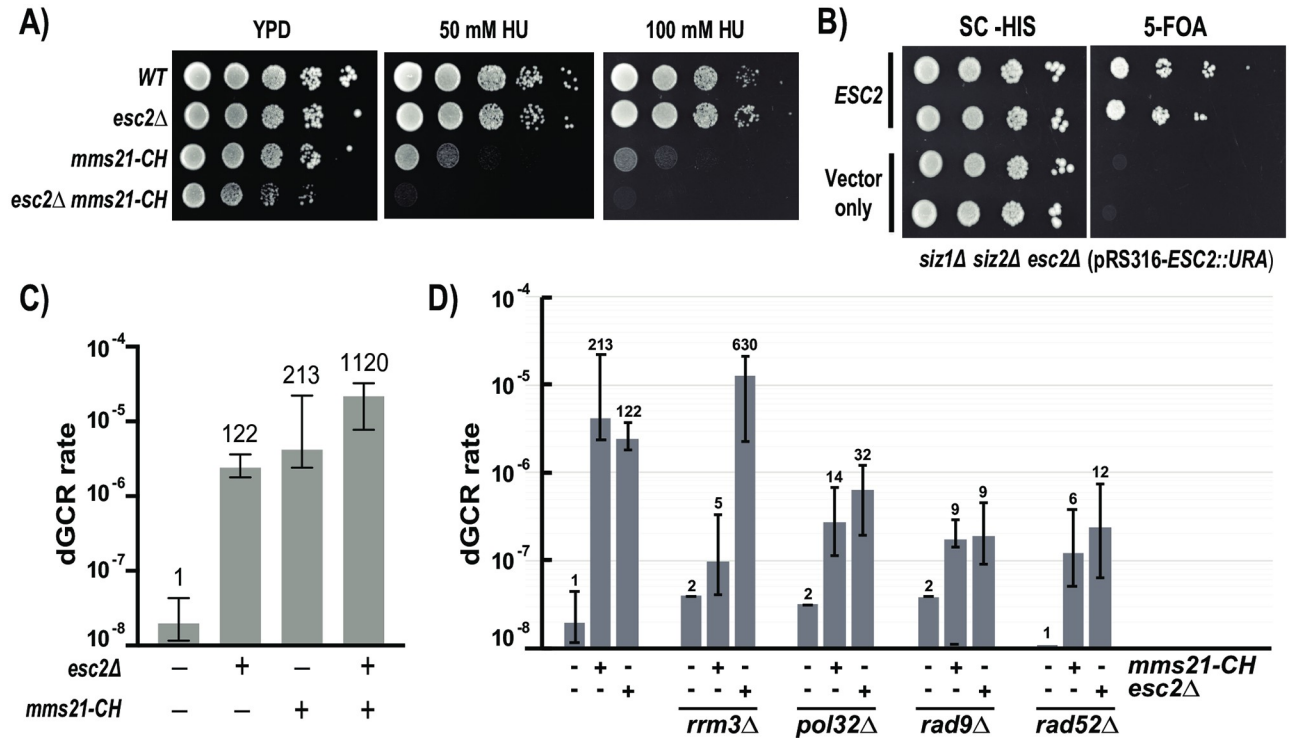 A)
YPD
50 mM HU
100 mM HU
WT
esc2Δ
mms21-CH
esc2Δ mms21-CH
B)
SC -HIS
5-FOA
ESC2
Vector
only
siz1Δ siz2Δ esc2Δ (pRS316-ESC2::URA)
C)
dGCR rate
10-4
10-5
10-6
10-7
10-8
1
122
213
1120
esc2Δ – + – +
mms21-CH – – + +
D)
dGCR rate
10-4
10-5
10-6
10-7
10-8
1 213 122
2 5 630
2 14 32
2 9 9
1 6 12
- + - - + - - + - - + - - + - mms21-CH
- - + - - + - - + - - + - - + esc2Δ
rrm3Δ pol32Δ rad9Δ rad52Δ